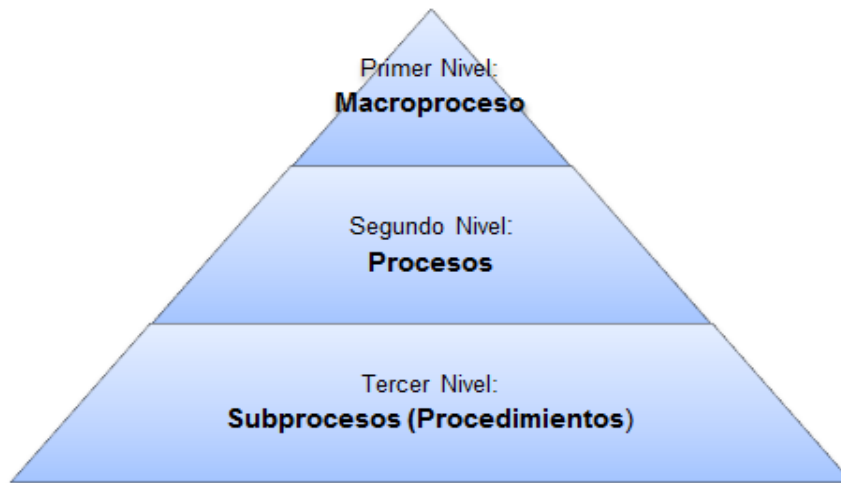 Primer Nivel:
Macroproceso
Segundo Nivel:
Procesos
Tercer Nivel:
Subprocesos (Procedimientos)